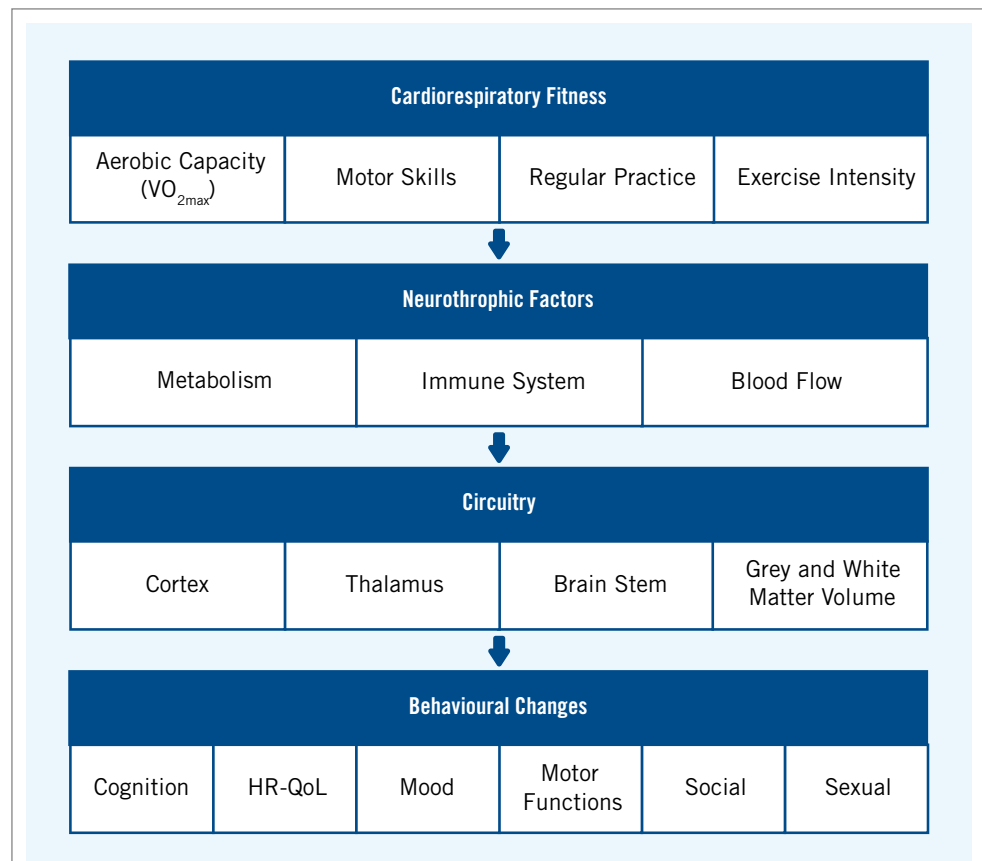 Cardiorespiratory Fitness
Aerobic Capacity
(VO2max)
Motor Skills
Regular Practice
Exercise Intensity
Neurothrophic Factors
Metabolism
Immune System
Blood Flow
Circuitry
Cortex
Thalamus
Brain Stem
Grey and White
Matter Volume
Behavioural Changes
Cognition
HR-QoL
Mood
Motor
Functions
Social
Sexual